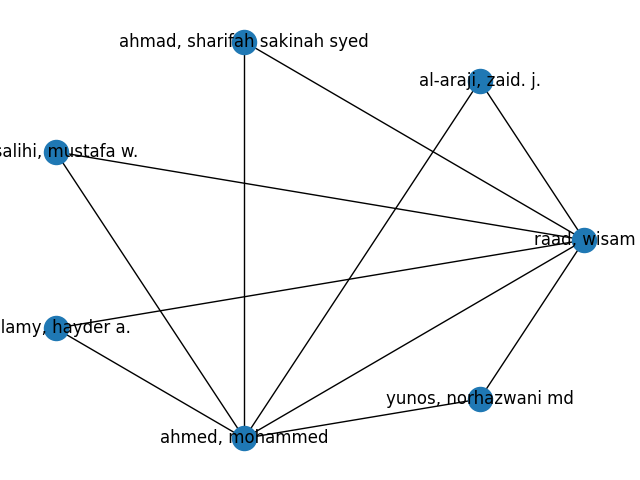 ahmad, sharifah sakinah syed
al-araji, zaid. j.
salihi, mustafa w.
raad, wisam
lamy, hayder a.
yunos, norhazwani md
ahmed, mohammed